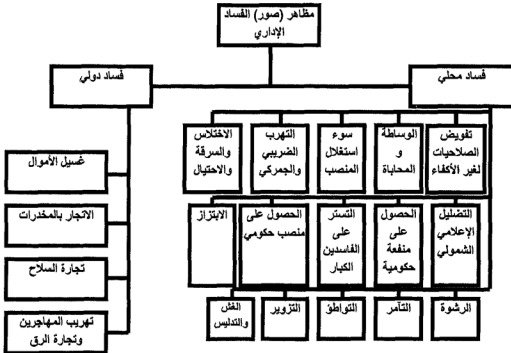 مظاهر (صور) الفساد
الإداري
فساد محلي
فساد دولي
تفويض
الصلاحيات
لغير الأكفاء
الوساطة
و
المحاباة
سوء
استغلال
المنصب
التهرب
الضريبي
والجمركي
الاختلاس
والسرقة
والاحتيال
التضليل
الإعلامي
الشمولي
الحصول
على
منفعة
حكومية
التستر
على
الفاسدين
الكبار
الحصول على
منصب حكومي
الابتزاز
الرشوة
التآمر
التواطؤ
التزوير
الغش
والتدليس
غسيل الأموال
الاتجار بالمخدرات
تجارة السلاح
تهريب المهاجرين
وتجارة الرق